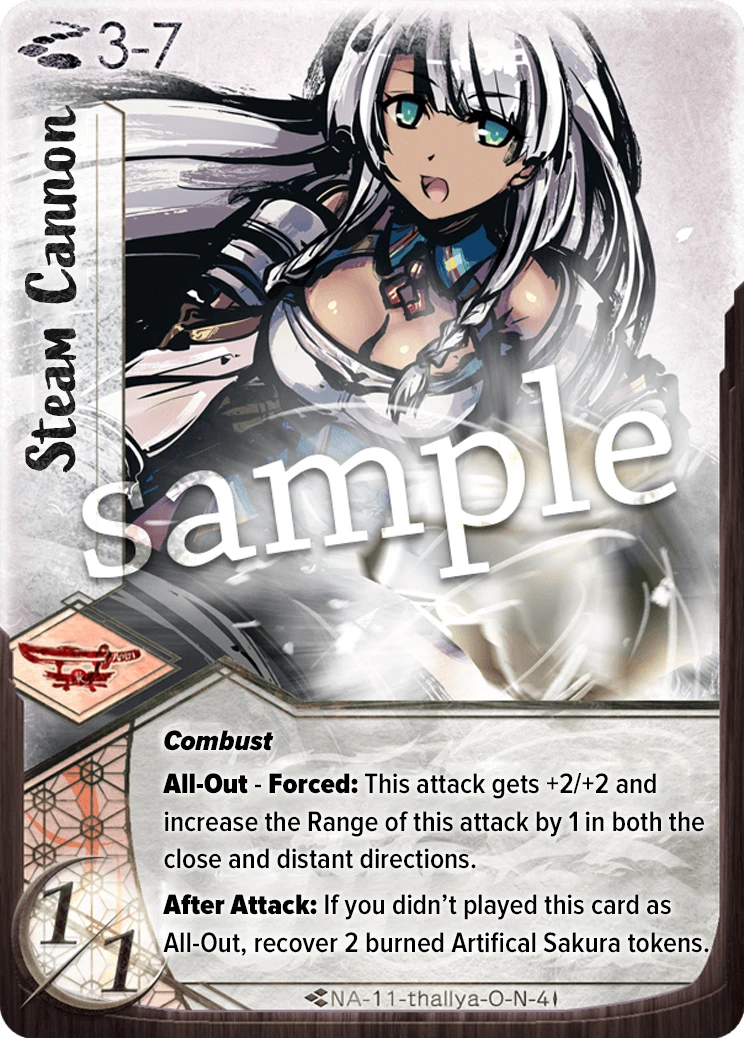 3-7
Steam Cannon
sample
Combust
All-Out - Forced: This attack gets +2/+2 and
increase the Range of this attack by 1 in both the
close and distant directions.
After Attack: If you didn't played this card as
All-Out, recover 2 burned Artifical Sakura tokens.
1/1
NA-11-thallya-O-N-4